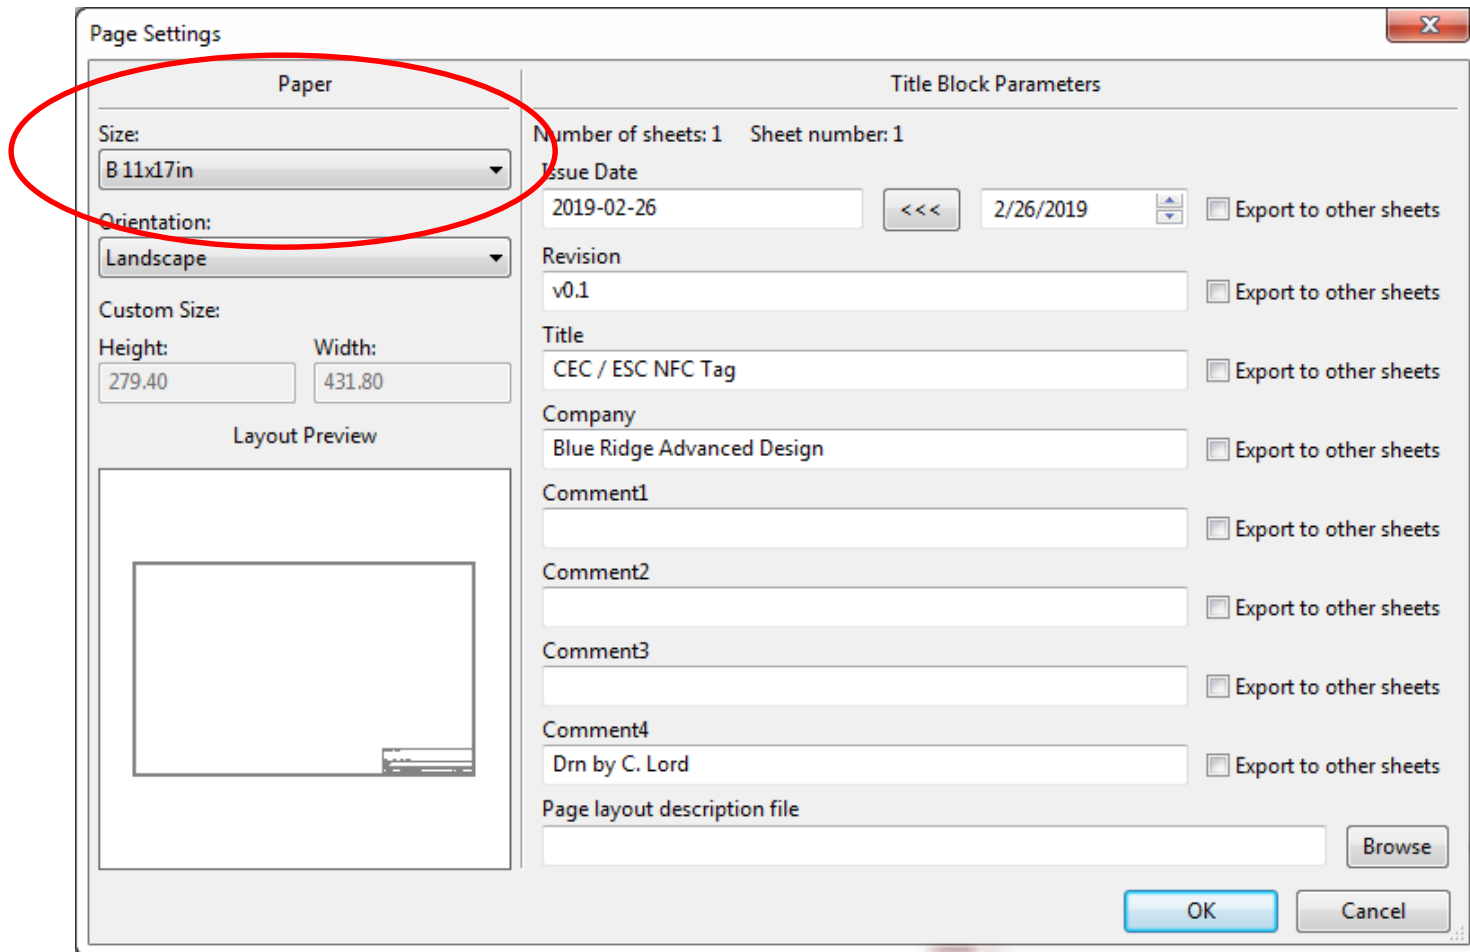 Page Settings
Paper
Size:
B 11x17in
Orientation:
Landscape
Custom Size:
Height: Width:
279.40 431.80
Layout Preview
Title Block Parameters
Number of sheets: 1 Sheet number: 1
Issue Date
2019-02-26 <<< 2/26/2019 Export to other sheets
Revision
v0.1 Export to other sheets
Title
CEC / ESC NFC Tag Export to other sheets
Company
Blue Ridge Advanced Design Export to other sheets
Comment1
Export to other sheets
Comment2
Export to other sheets
Comment3
Export to other sheets
Comment4
Drn by C. Lord Export to other sheets
Page layout description file
Browse
OK Cancel